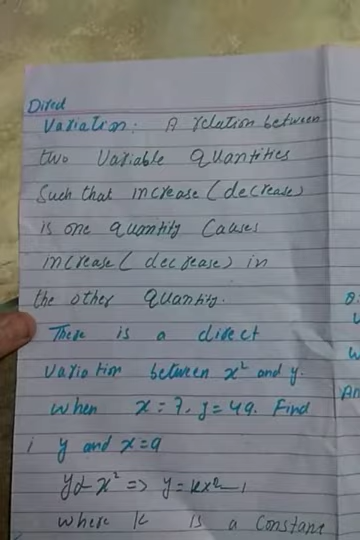 Direct
Variation: A relation between
two Variable Quantities
Such that increase (decrease)
is one quantity Causes
increase (decrease) in
the other quantity.
There is a direct
Variation between x² and y.
when x = 7, y = 49. Find
i y and x = 9
y ∝ x² => y = kx² — 1
where k is a Constant